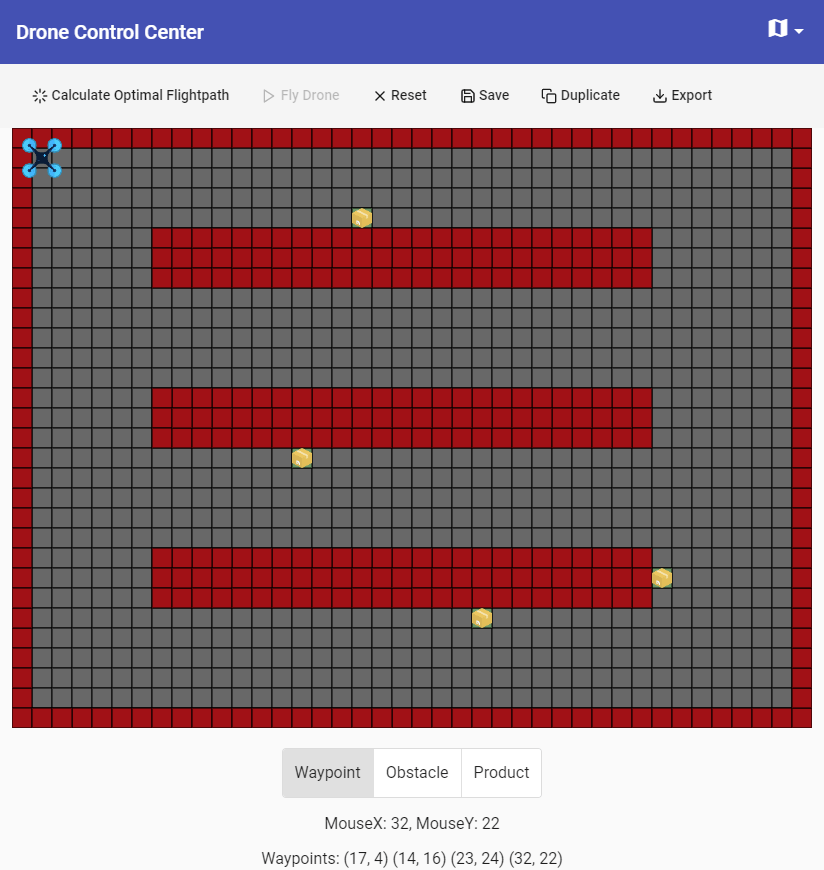 Drone Control Center
Calculate Optimal Flightpath Fly Drone Reset Save Duplicate Export
Waypoint Obstacle Product
MouseX: 32, MouseY: 22
Waypoints: (17, 4) (14, 16) (23, 24) (32, 22)